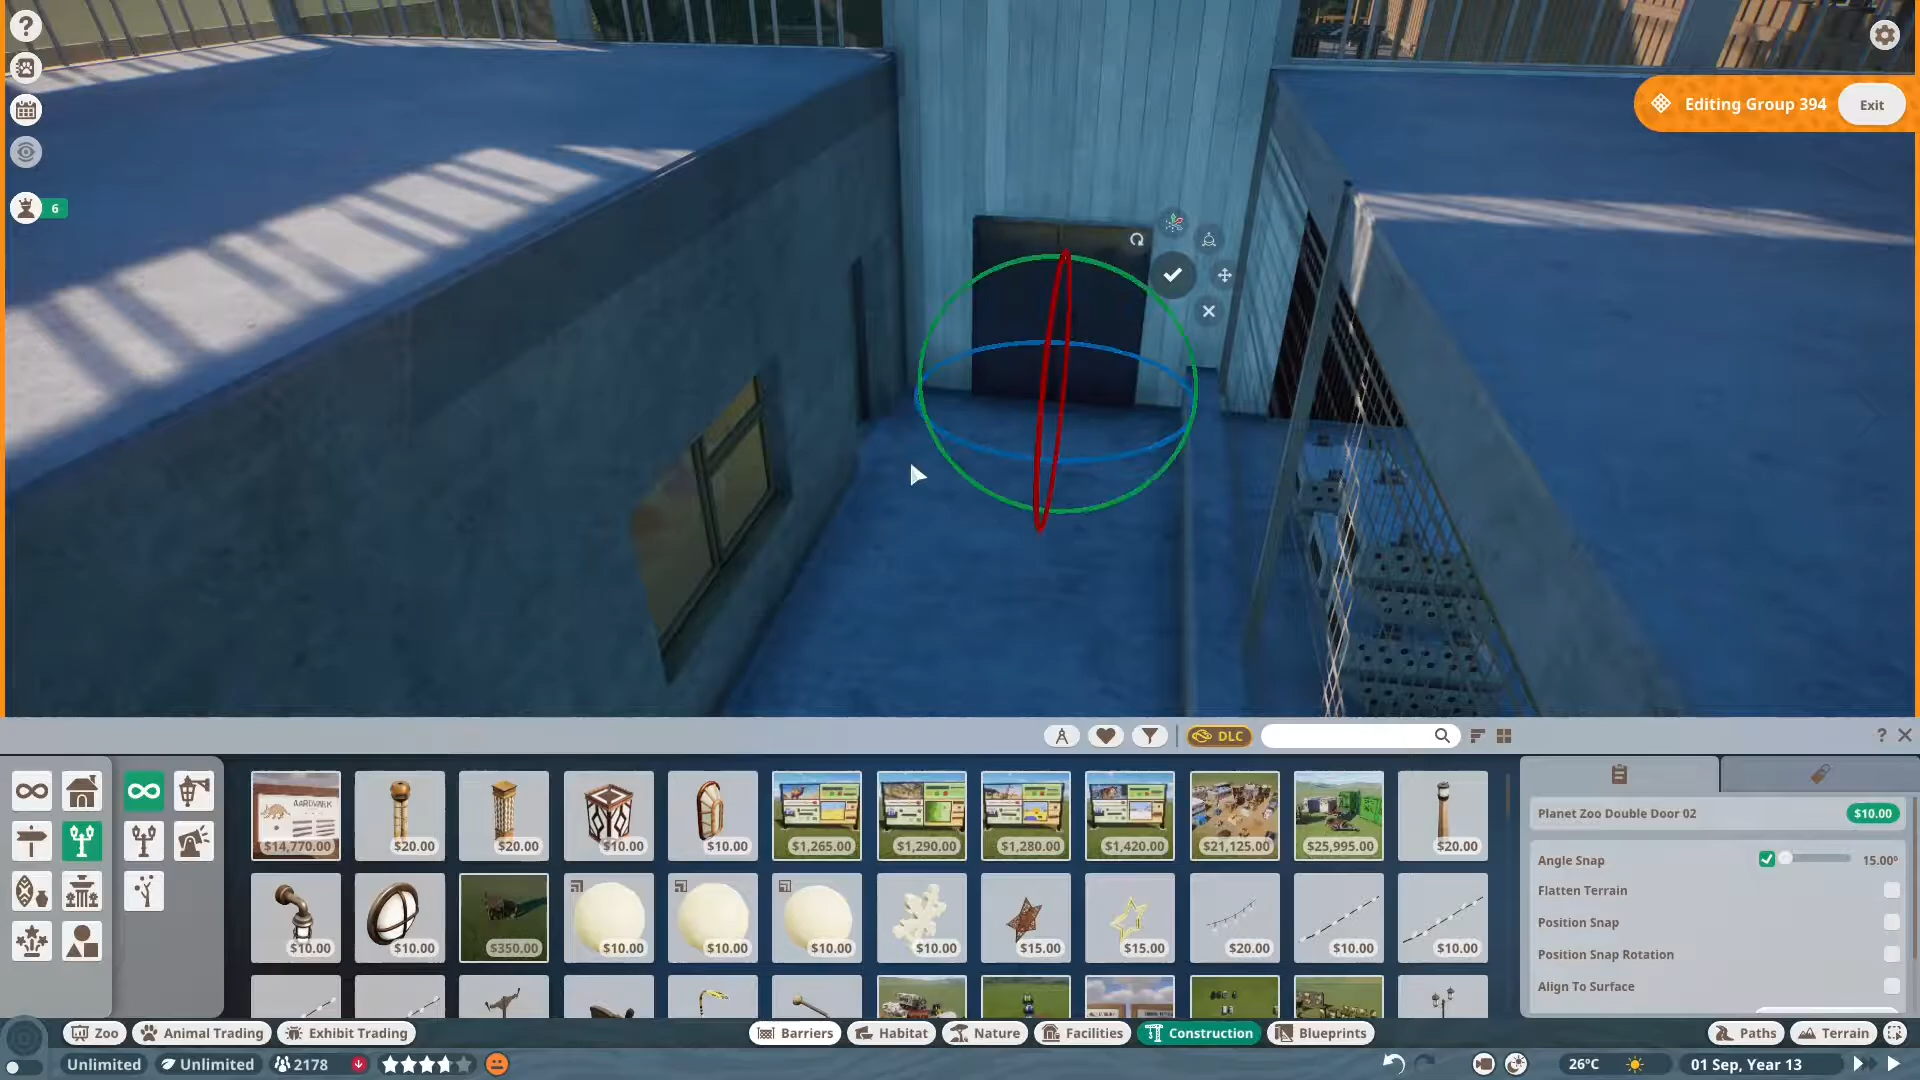 ?
Editing Group 394
Exit
6
DLC
?
AARDVARK
$14,770.00
$20.00
$20.00
$10.00
$10.00
$1,265.00
$1,290.00
$1,280.00
$1,420.00
$21,125.00
$25,995.00
$20.00
$10.00
$10.00
$350.00
$10.00
$10.00
$10.00
$10.00
$15.00
$15.00
$20.00
$10.00
$10.00
Planet Zoo Double Door 02
$10.00
Angle Snap
15.00°
Flatten Terrain
Position Snap
Position Snap Rotation
Align To Surface
Zoo
Animal Trading
Exhibit Trading
Barriers
Habitat
Nature
Facilities
Construction
Blueprints
Paths
Terrain
Unlimited
Unlimited
2178
26°C
01 Sep, Year 13